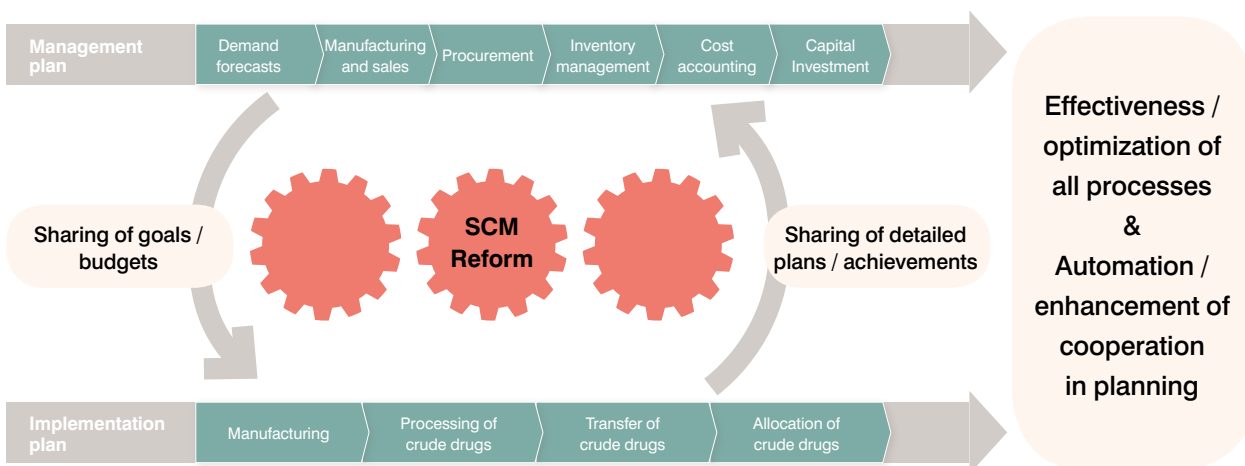 Management
plan
Demand
forecasts
Manufacturing
and sales
Procurement
Inventory
management
Cost
accounting
Capital
Investment
Effectiveness /
optimization of
all processes
&
Automation /
enhancement of
cooperation
in planning
Sharing of goals /
budgets
SCM
Reform
Sharing of detailed
plans / achievements
Implementation
plan
Manufacturing
Processing of
crude drugs
Transfer of
crude drugs
Allocation of
crude drugs